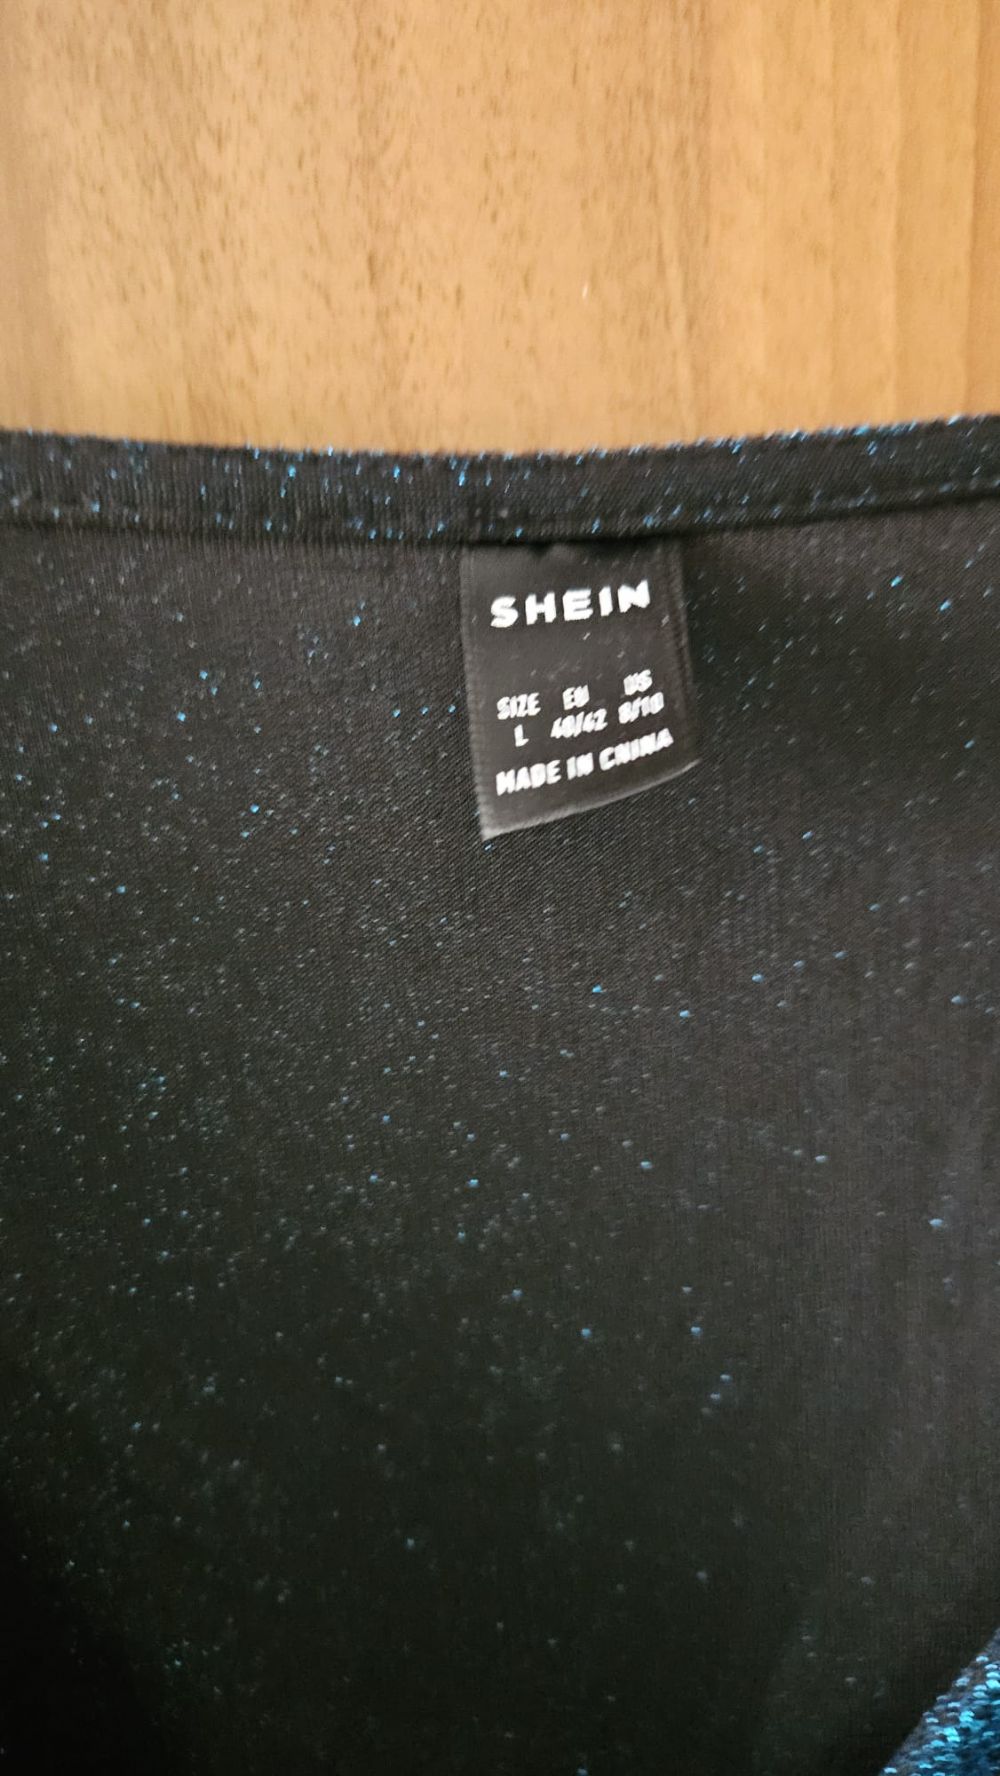 SHEIN
SIZE EU US
L 40/42 8/10
MADE IN CHINA